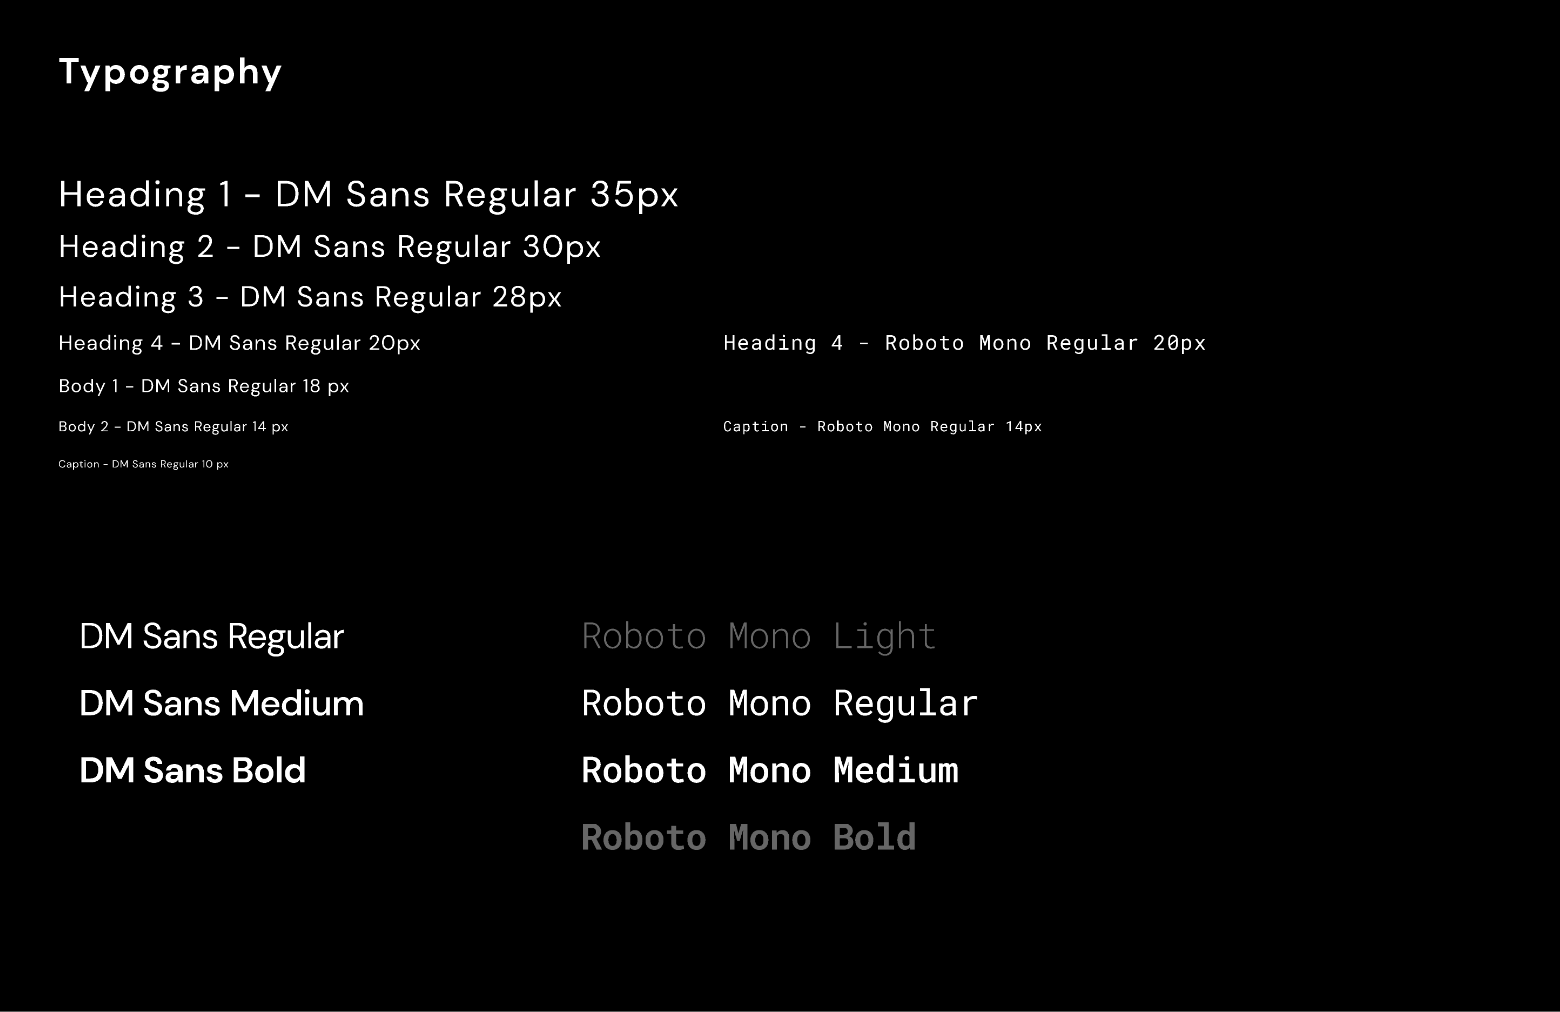 Typography
Heading 1 - DM Sans Regular 35px
Heading 2 - DM Sans Regular 30px
Heading 3 - DM Sans Regular 28px
Heading 4 - DM Sans Regular 20px
Body 1 - DM Sans Regular 18 px
Body 2 - DM Sans Regular 14 px
Caption - DM Sans Regular 10 px
Heading 4 - Roboto Mono Regular 20px
Caption - Roboto Mono Regular 14px
DM Sans Regular
DM Sans Medium
DM Sans Bold
Roboto Mono Light
Roboto Mono Regular
Roboto Mono Medium
Roboto Mono Bold